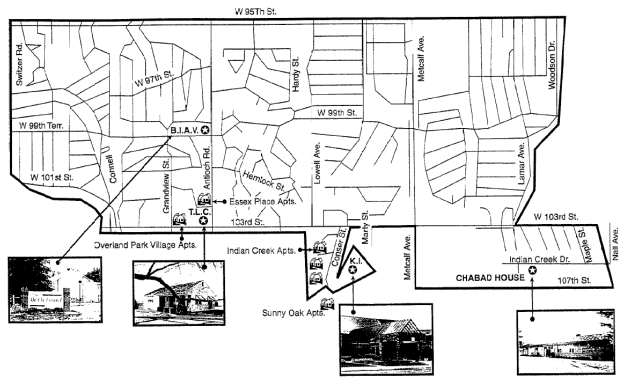 W 95Th St.
Switzer Rd.
W 97th St.
Hardy St.
Metcalf Ave.
Woodson Dr.
W 99th Terr.
B.I.A.V.
W 99th St.
W 101st St.
Connell
Grandview St.
Antioch Rd.
Hemlock St.
Lowell Ave.
Lamar Ave.
Essex Place Apts.
T.L.C.
103rd St.
Marty St.
W 103rd St.
Overland Park Village Apts.
Indian Creek Apts.
Conser St.
K.I.
Metcalf Ave.
Indian Creek Dr.
Maple St.
Nall Ave.
CHABAD HOUSE
107th St.
Sunny Oak Apts.